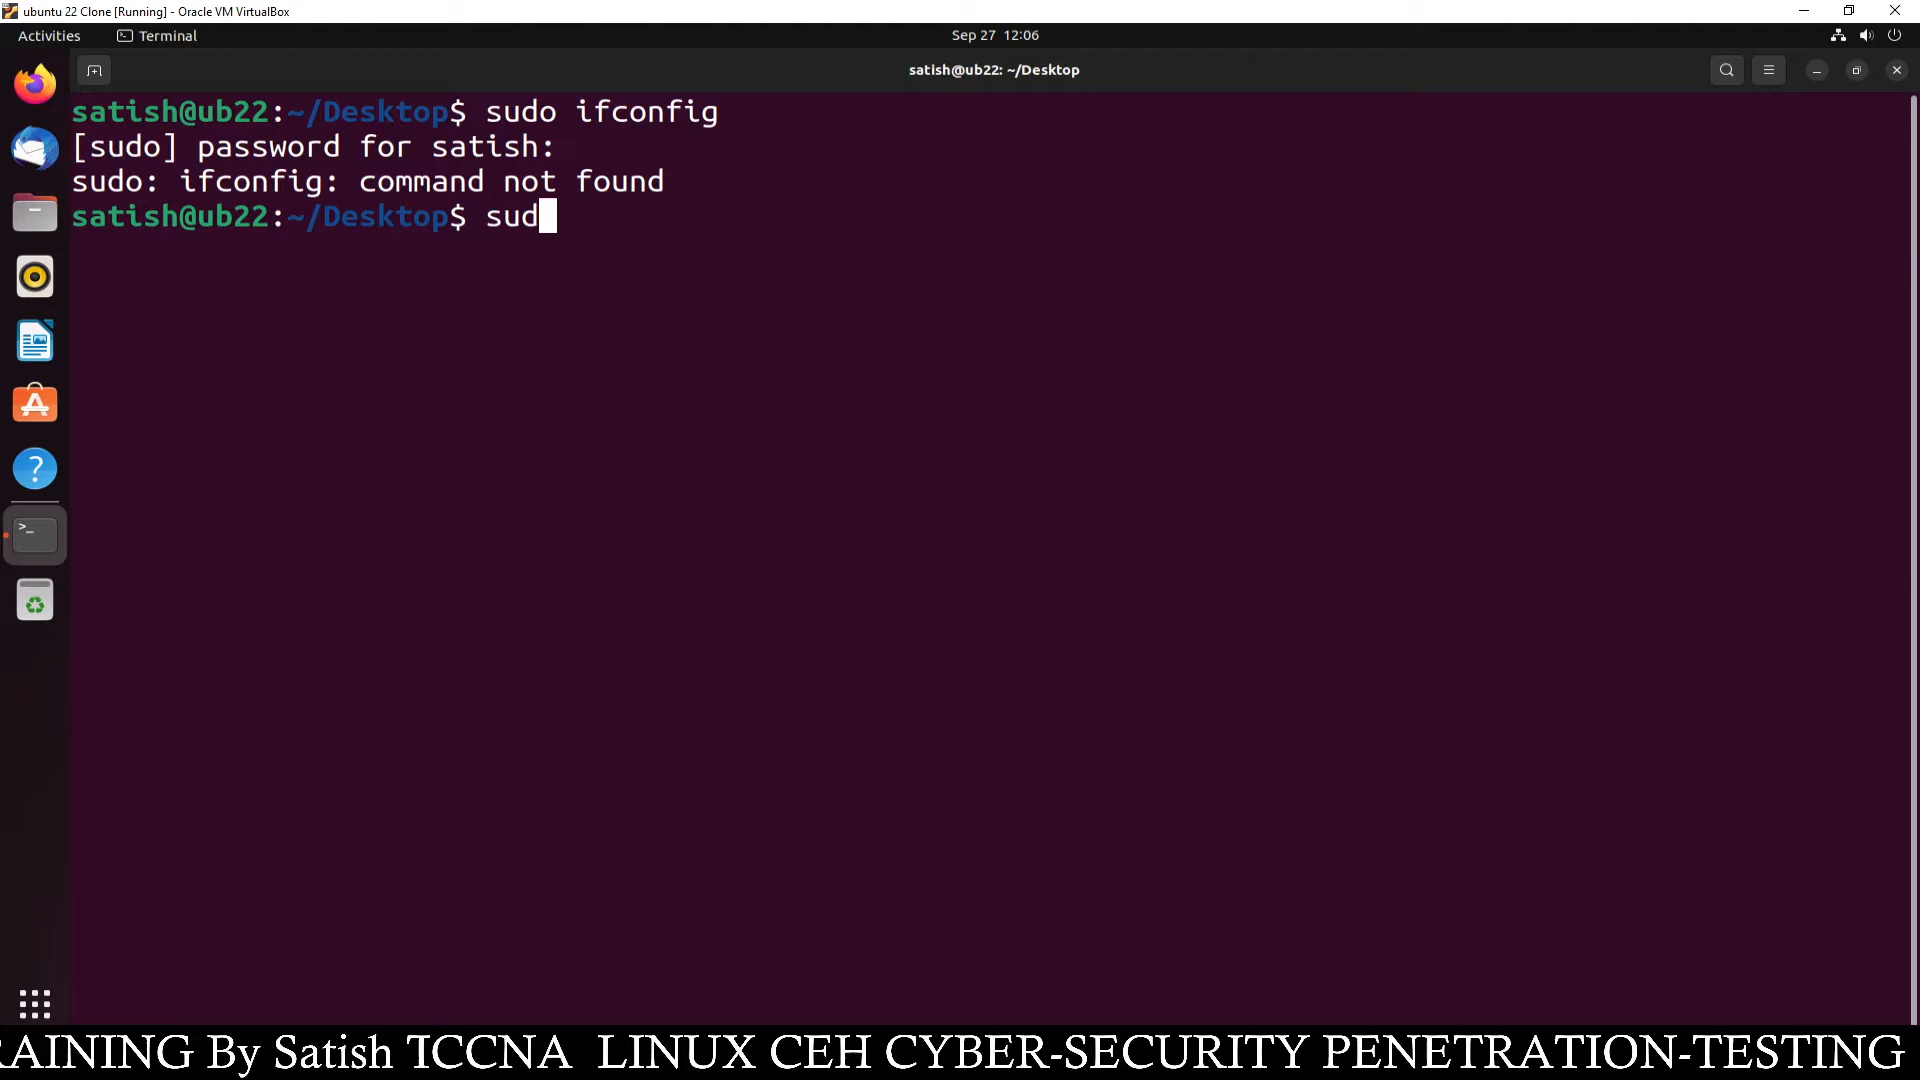 ubuntu 22 Clone [Running] - Oracle VM VirtualBox
Activities
Terminal
Sep 27 12:06
satish@ub22: ~/Desktop
satish@ub22:~/Desktop$ sudo ifconfig
[sudo] password for satish:
sudo: ifconfig: command not found
satish@ub22:~/Desktop$ sud
RAINING By Satish TCCNA LINUX CEH CYBER-SECURITY PENETRATION-TESTING